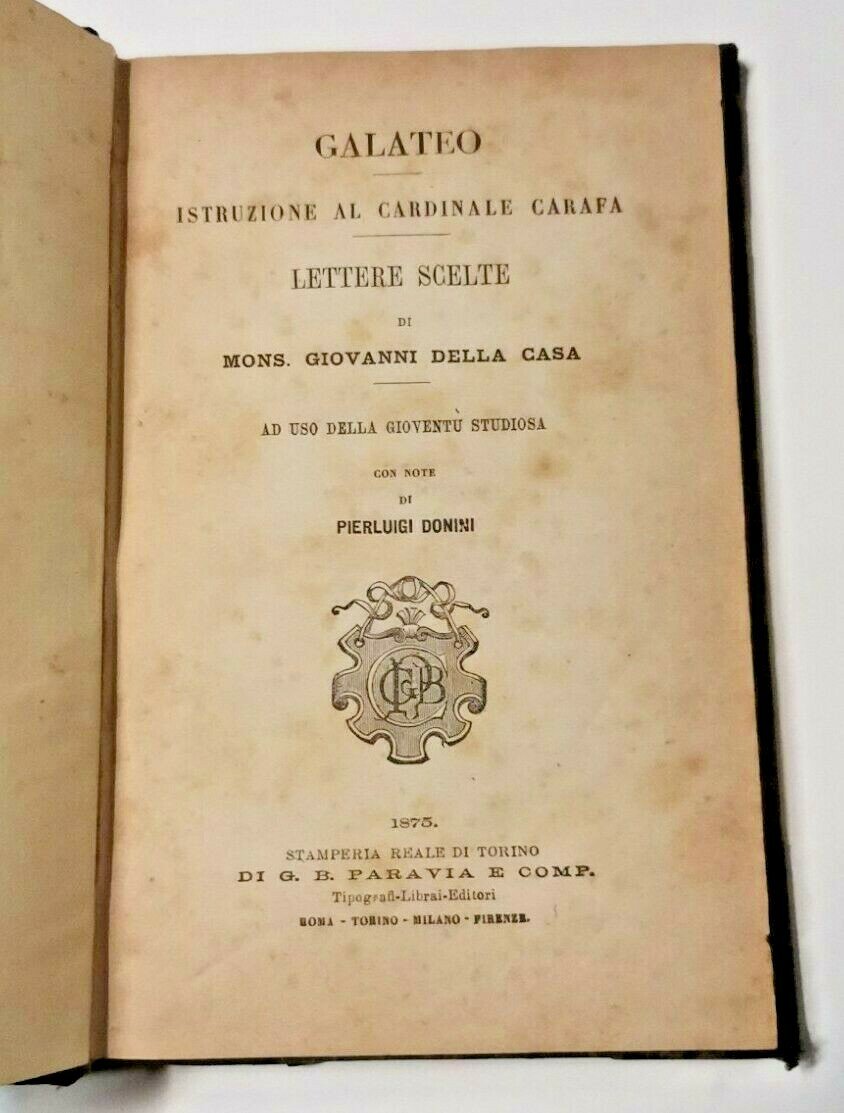 GALATEO
ISTRUZIONE AL CARDINALE CARAFA
LETTERE SCELTE
DI
MONS. GIOVANNI DELLA CASA
AD USO DELLA GIOVENTÙ STUDIOSA
CON NOTE
DI
PIERLUIGI DONINI
1875.
STAMPERIA REALE DI TORINO
DI G. B. PARAVIA E COMP.
Tipografi-Librai-Editori
ROMA - TORINO - MILANO - FIRENZE.